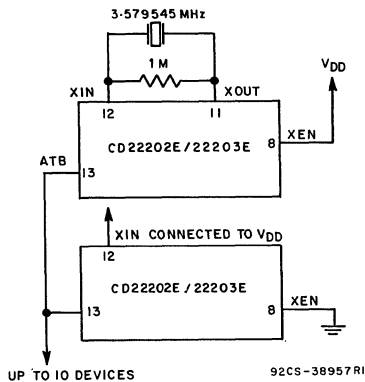 3.579545 MHz
1 M
VDD
XIN
XOUT
12
11
XEN
CD22202E/22203E
8
ATB
13
XIN CONNECTED TO VDD
12
CD22202E/22203E
XEN
13
8
UP TO 10 DEVICES
92CS-38957RI